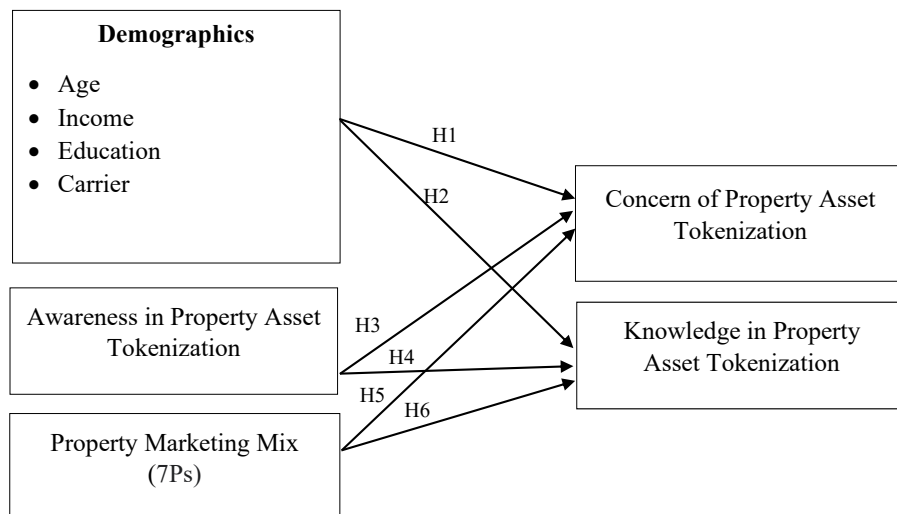 Demographics
• Age
• Income
• Education
• Carrier
H1
H2
Concern of Property Asset
Tokenization
Awareness in Property Asset
Tokenization
H3
H4
Knowledge in Property
Asset Tokenization
H5
H6
Property Marketing Mix
(7Ps)